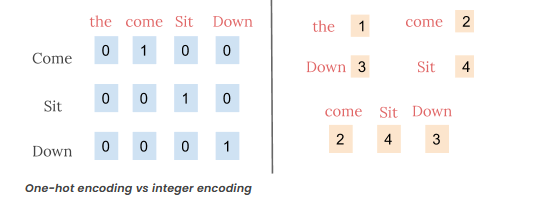 the come Sit Down
Come 0 1 0 0
Sit 0 0 1 0
Down 0 0 0 1
One-hot encoding vs integer encoding
the 1 come 2
Down 3 Sit 4
come Sit Down
2 4 3